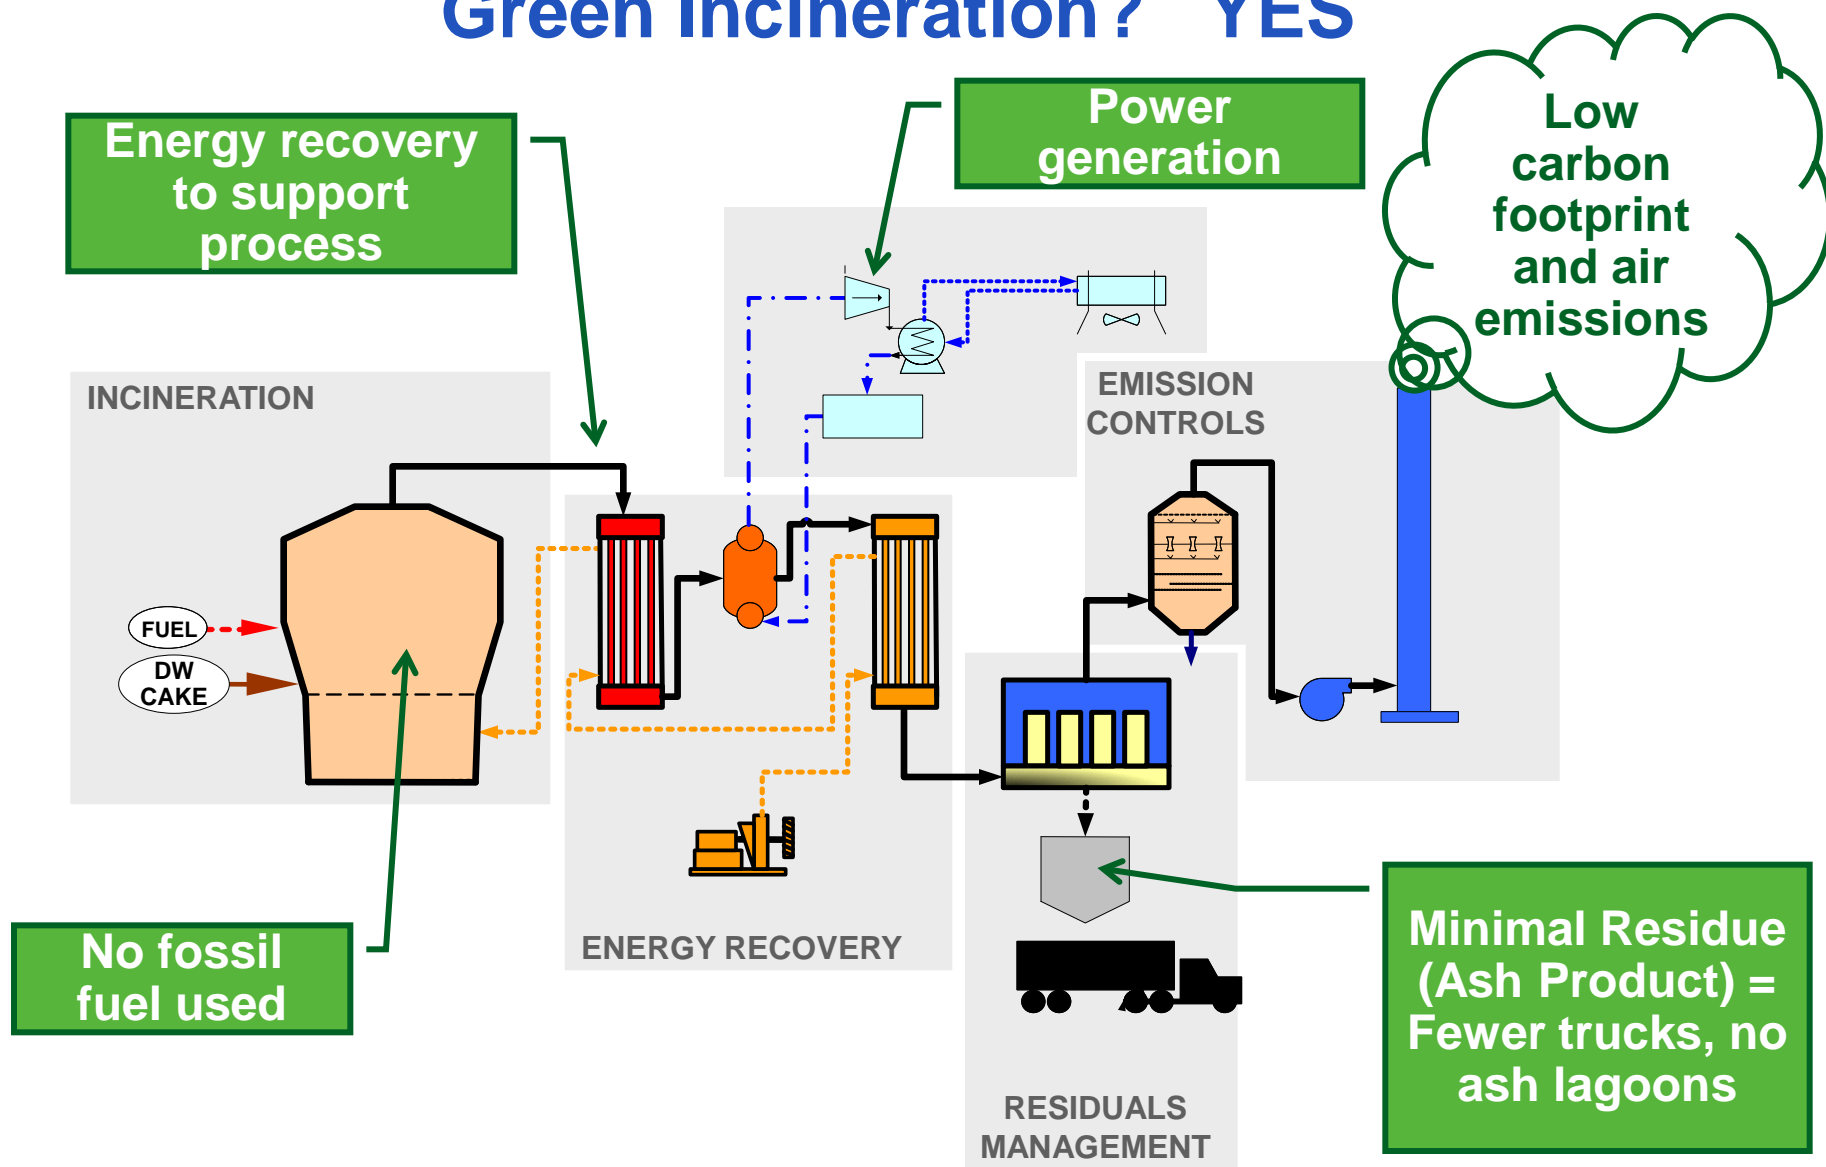 Green Incineration? YES
Energy recovery
to support
process
Power
generation
Low
carbon
footprint
and air
emissions
INCINERATION
EMISSION
CONTROLS
FUEL
DW
CAKE
No fossil
fuel used
ENERGY RECOVERY
Minimal Residue
(Ash Product) =
Fewer trucks, no
ash lagoons
RESIDUALS
MANAGEMENT